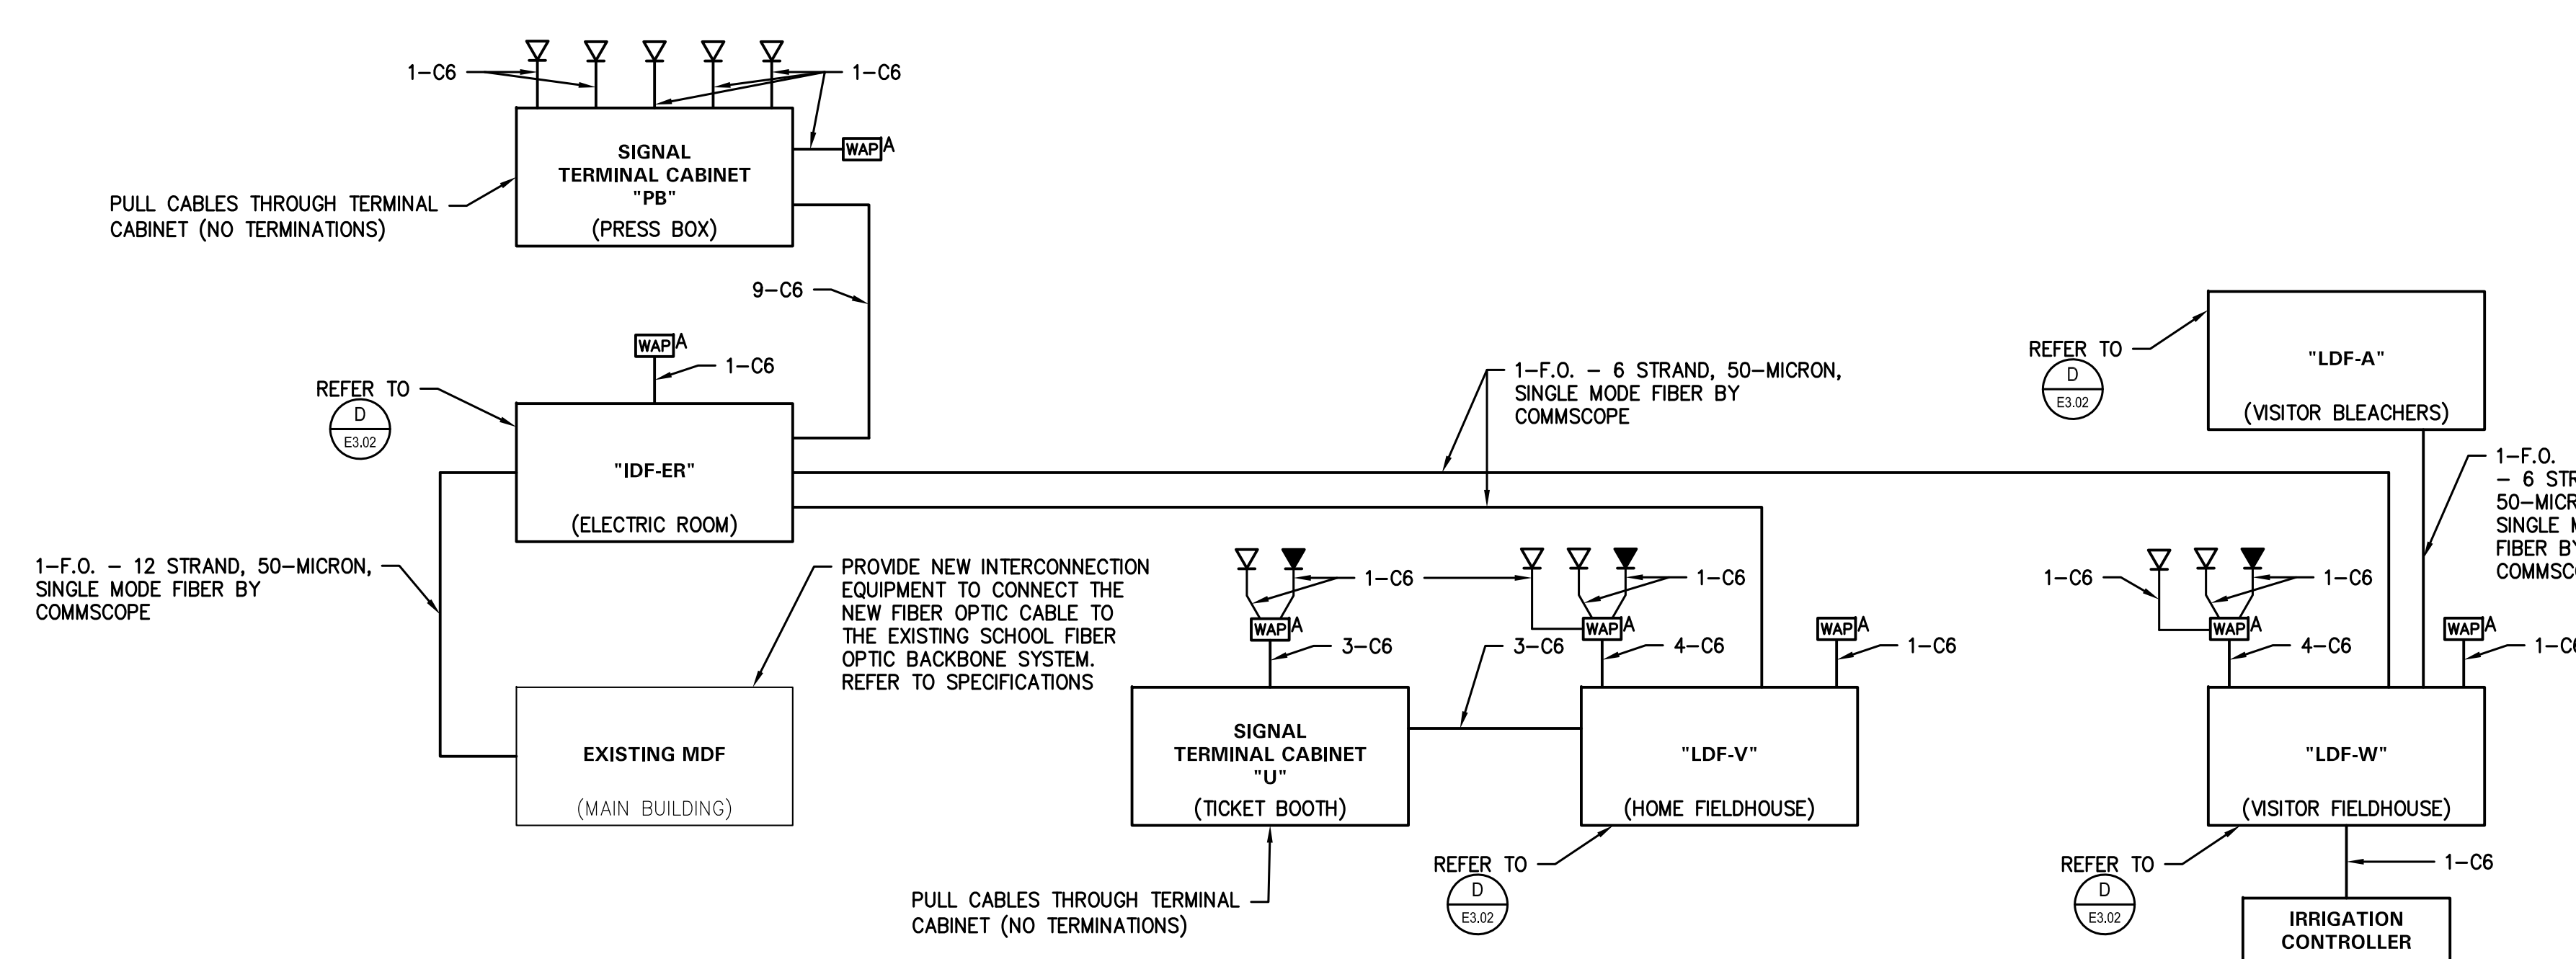 1-C6
1-C6
SIGNAL
TERMINAL CABINET
"PB"
(PRESS BOX)
WAP A
PULL CABLES THROUGH TERMINAL
CABINET (NO TERMINATIONS)
9-C6
WAP A
1-C6
REFER TO
D
E3.02
"IDF-ER"
(ELECTRIC ROOM)
1-F.O. - 6 STRAND, 50-MICRON,
SINGLE MODE FIBER BY
COMMSCOPE
REFER TO
D
E3.02
"LDF-A"
(VISITOR BLEACHERS)
1-F.O.
- 6
50-
SINGLE
FIBER
1-F.O. - 12 STRAND, 50-MICRON,
SINGLE MODE FIBER BY
COMMSCOPE
PROVIDE NEW INTERCONNECTION
EQUIPMENT TO CONNECT THE
NEW FIBER OPTIC CABLE TO
THE EXISTING SCHOOL FIBER
OPTIC BACKBONE SYSTEM.
REFER TO SPECIFICATIONS
EXISTING MDF
(MAIN BUILDING)
1-C6
WAP A
3-C6
SIGNAL
TERMINAL CABINET
"U"
(TICKET BOOTH)
PULL CABLES THROUGH TERMINAL
CABINET (NO TERMINATIONS)
3-C6
1-C6
WAP A
4-C6
WAP A
1-C6
"LDF-V"
(HOME FIELDHOUSE)
REFER TO
D
E3.02
1-C6
1-C6
WAP A
4-C6
WAP A
"LDF-W"
(VISITOR FIELDHOUSE)
REFER TO
D
E3.02
1-C6
IRRIGATION
CONTROLLER